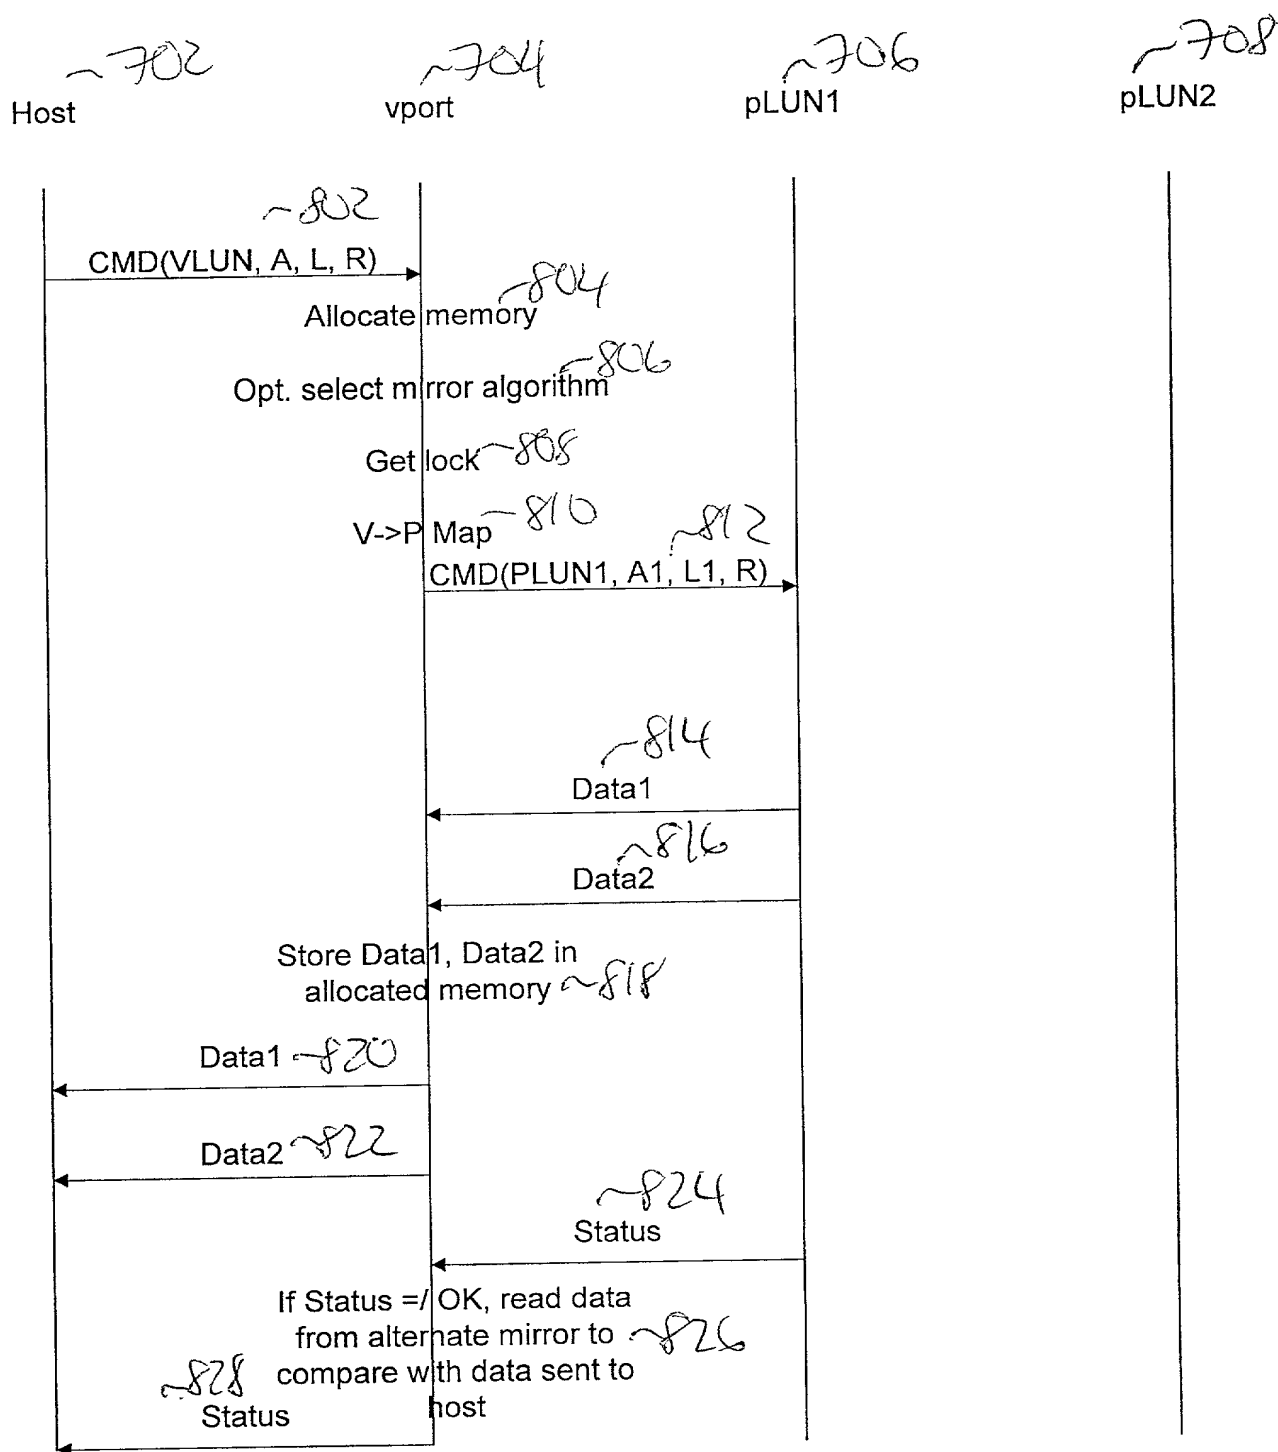 ~702
~704
~706
~708
Host
vport
pLUN1
pLUN2
~802
CMD(VLUN, A, L, R)
~804
Allocate memory
~806
Opt. select mirror algorithm
Get lock ~808
V->P Map ~810
~812
CMD(PLUN1, A1, L1, R)
~814
Data1
~816
Data2
Store Data1, Data2 in
allocated memory ~818
Data1 ~820
Data2 ~822
~824
Status
If Status =/ OK, read data
from alternate mirror to ~826
compare with data sent to
host
~828
Status